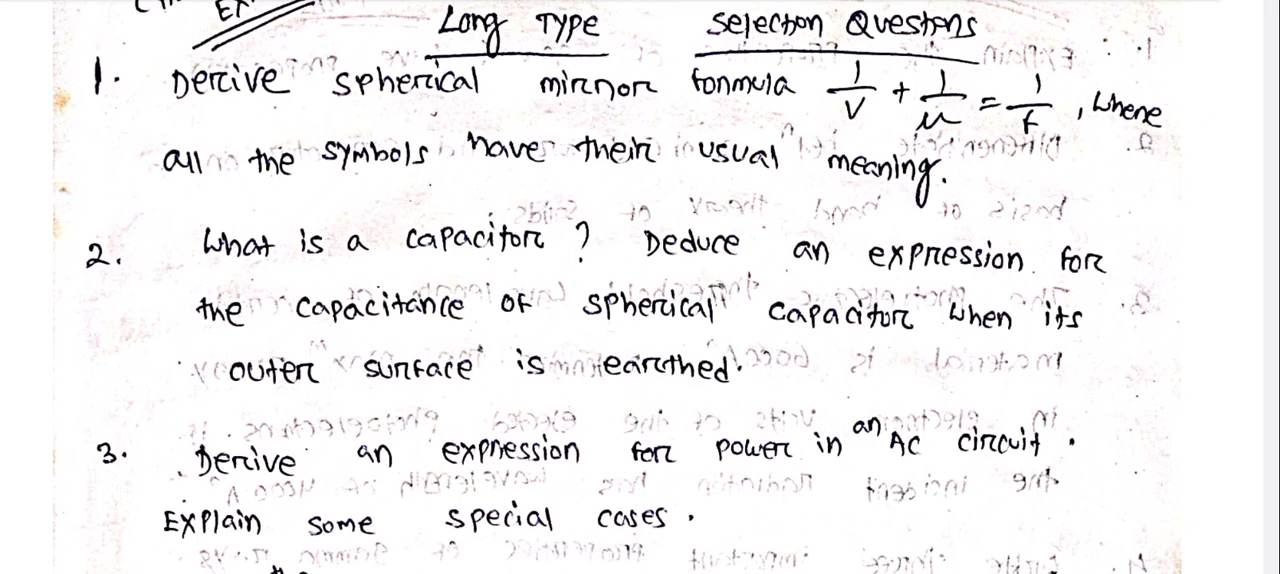 Ex
Long Type Selection Questions
1. Derive spherical mirror formula 1/v + 1/u = 1/f , where
all the symbols have their usual meaning.
2. What is a capacitor ? Deduce an expression for
the capacitance of spherical capacitor when its
outer surface is earthed.
3. Derive an expression for power in an AC circuit.
Explain some special cases.